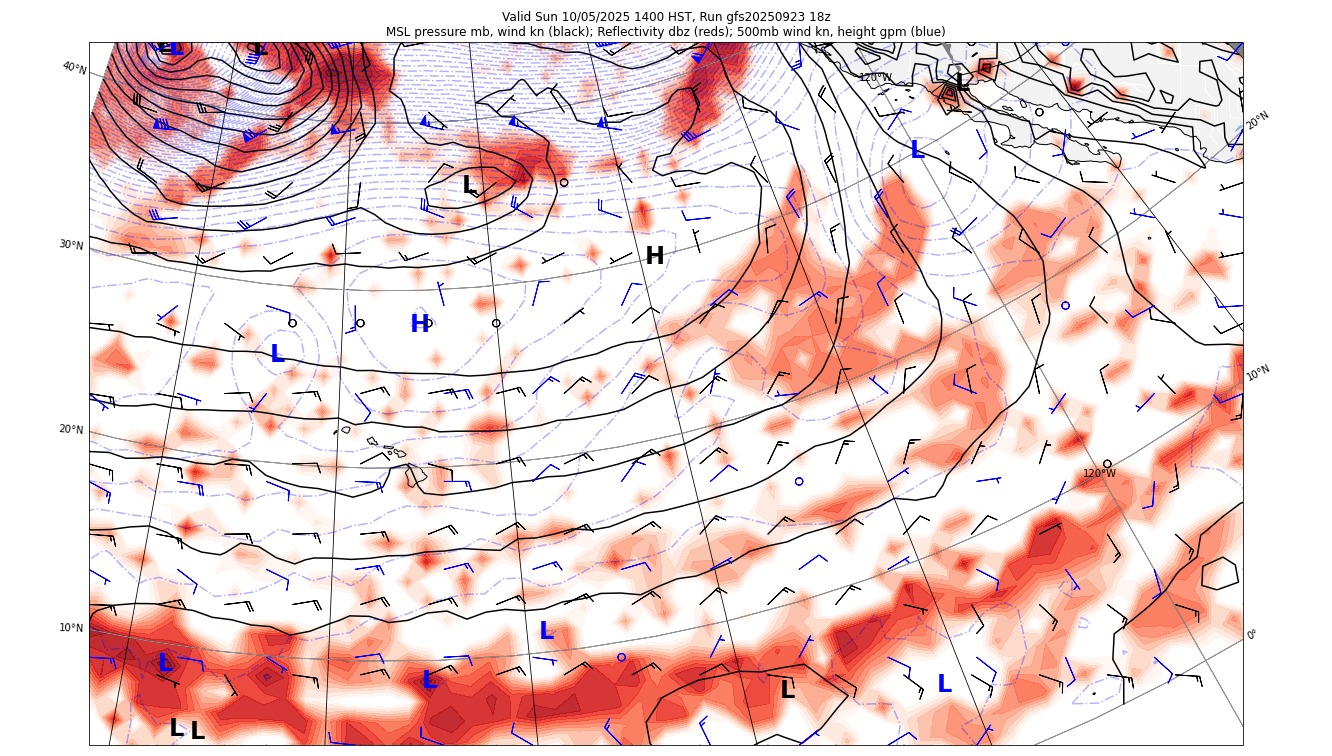 Valid Sun 10/05/2025 1400 HST, Run gfs20250923 18z
MSL pressure mb, wind kn (black); Reflectivity dbz (reds); 500mb wind kn, height gpm (blue)
L L L
40°N
120°W
L
20°N
L
L
30°N
H
H
L
10°N
20°N
120°W
10°N
L
0°
L
L
L
L
L L